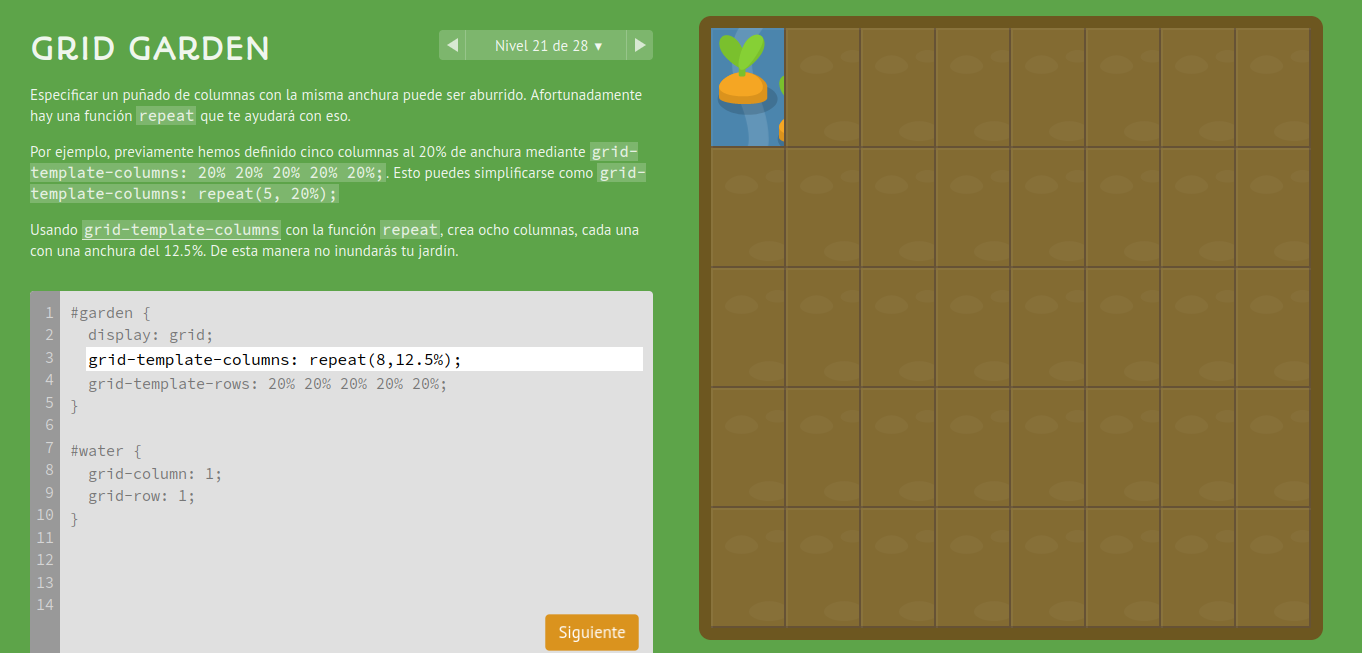 GRID GARDEN
◀ Nivel 21 de 28 ▼ ▶
Especificar un puñado de columnas con la misma anchura puede ser aburrido. Afortunadamente
hay una función repeat que te ayudará con eso.
Por ejemplo, previamente hemos definido cinco columnas al 20% de anchura mediante grid-
template-columns: 20% 20% 20% 20% 20%;. Esto puedes simplificarse como grid-
template-columns: repeat(5, 20%);
Usando grid-template-columns con la función repeat, crea ocho columnas, cada una
con una anchura del 12.5%. De esta manera no inundarás tu jardín.
1 #garden {
2 display: grid;
3 grid-template-columns: repeat(8,12.5%);
4 grid-template-rows: 20% 20% 20% 20% 20%;
5 }
6
7 #water {
8 grid-column: 1;
9 grid-row: 1;
10 }
11
12
13
14
Siguiente